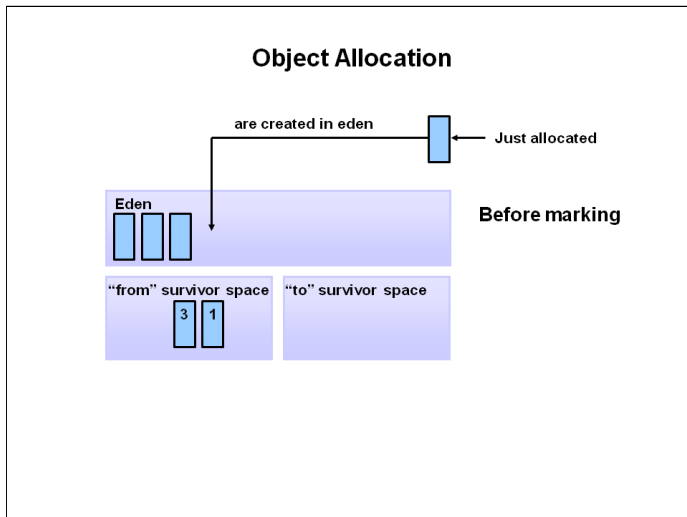 Object Allocation
are created in eden
Just allocated
Eden
Before marking
“from” survivor space
“to” survivor space
3 1